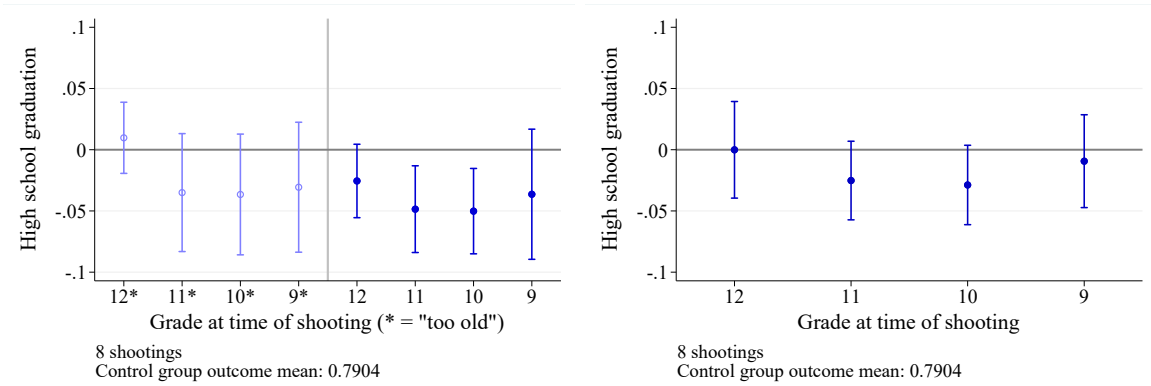 High school graduation
.1
.05
0
-.05
-.1
12* 11* 10* 9* 12 11 10 9
Grade at time of shooting (* = "too old")
8 shootings
Control group outcome mean: 0.7904
High school graduation
.1
.05
0
-.05
-.1
12 11 10 9
Grade at time of shooting
8 shootings
Control group outcome mean: 0.7904